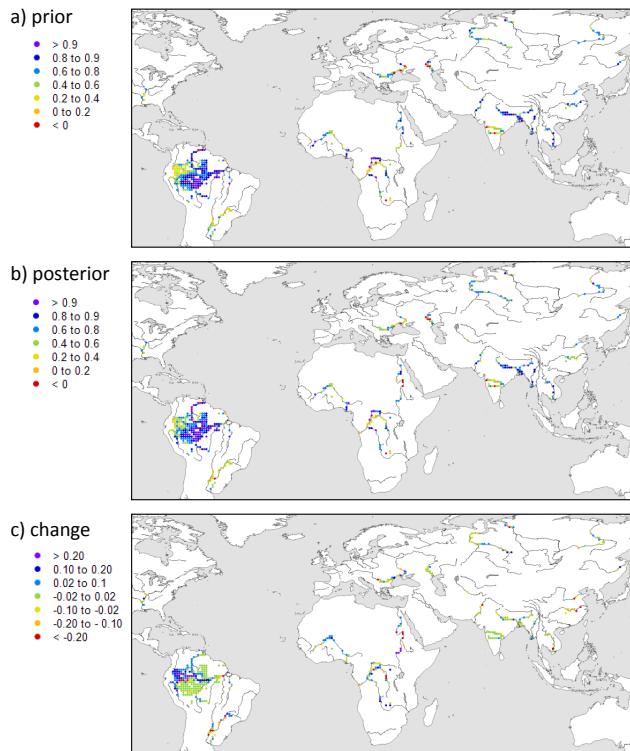 a) prior
> 0.9
0.8 to 0.9
0.6 to 0.8
0.4 to 0.6
0.2 to 0.4
0 to 0.2
< 0
b) posterior
> 0.9
0.8 to 0.9
0.6 to 0.8
0.4 to 0.6
0.2 to 0.4
0 to 0.2
< 0
c) change
> 0.20
0.10 to 0.20
0.02 to 0.1
-0.02 to 0.02
-0.10 to -0.02
-0.20 to - 0.10
< -0.20